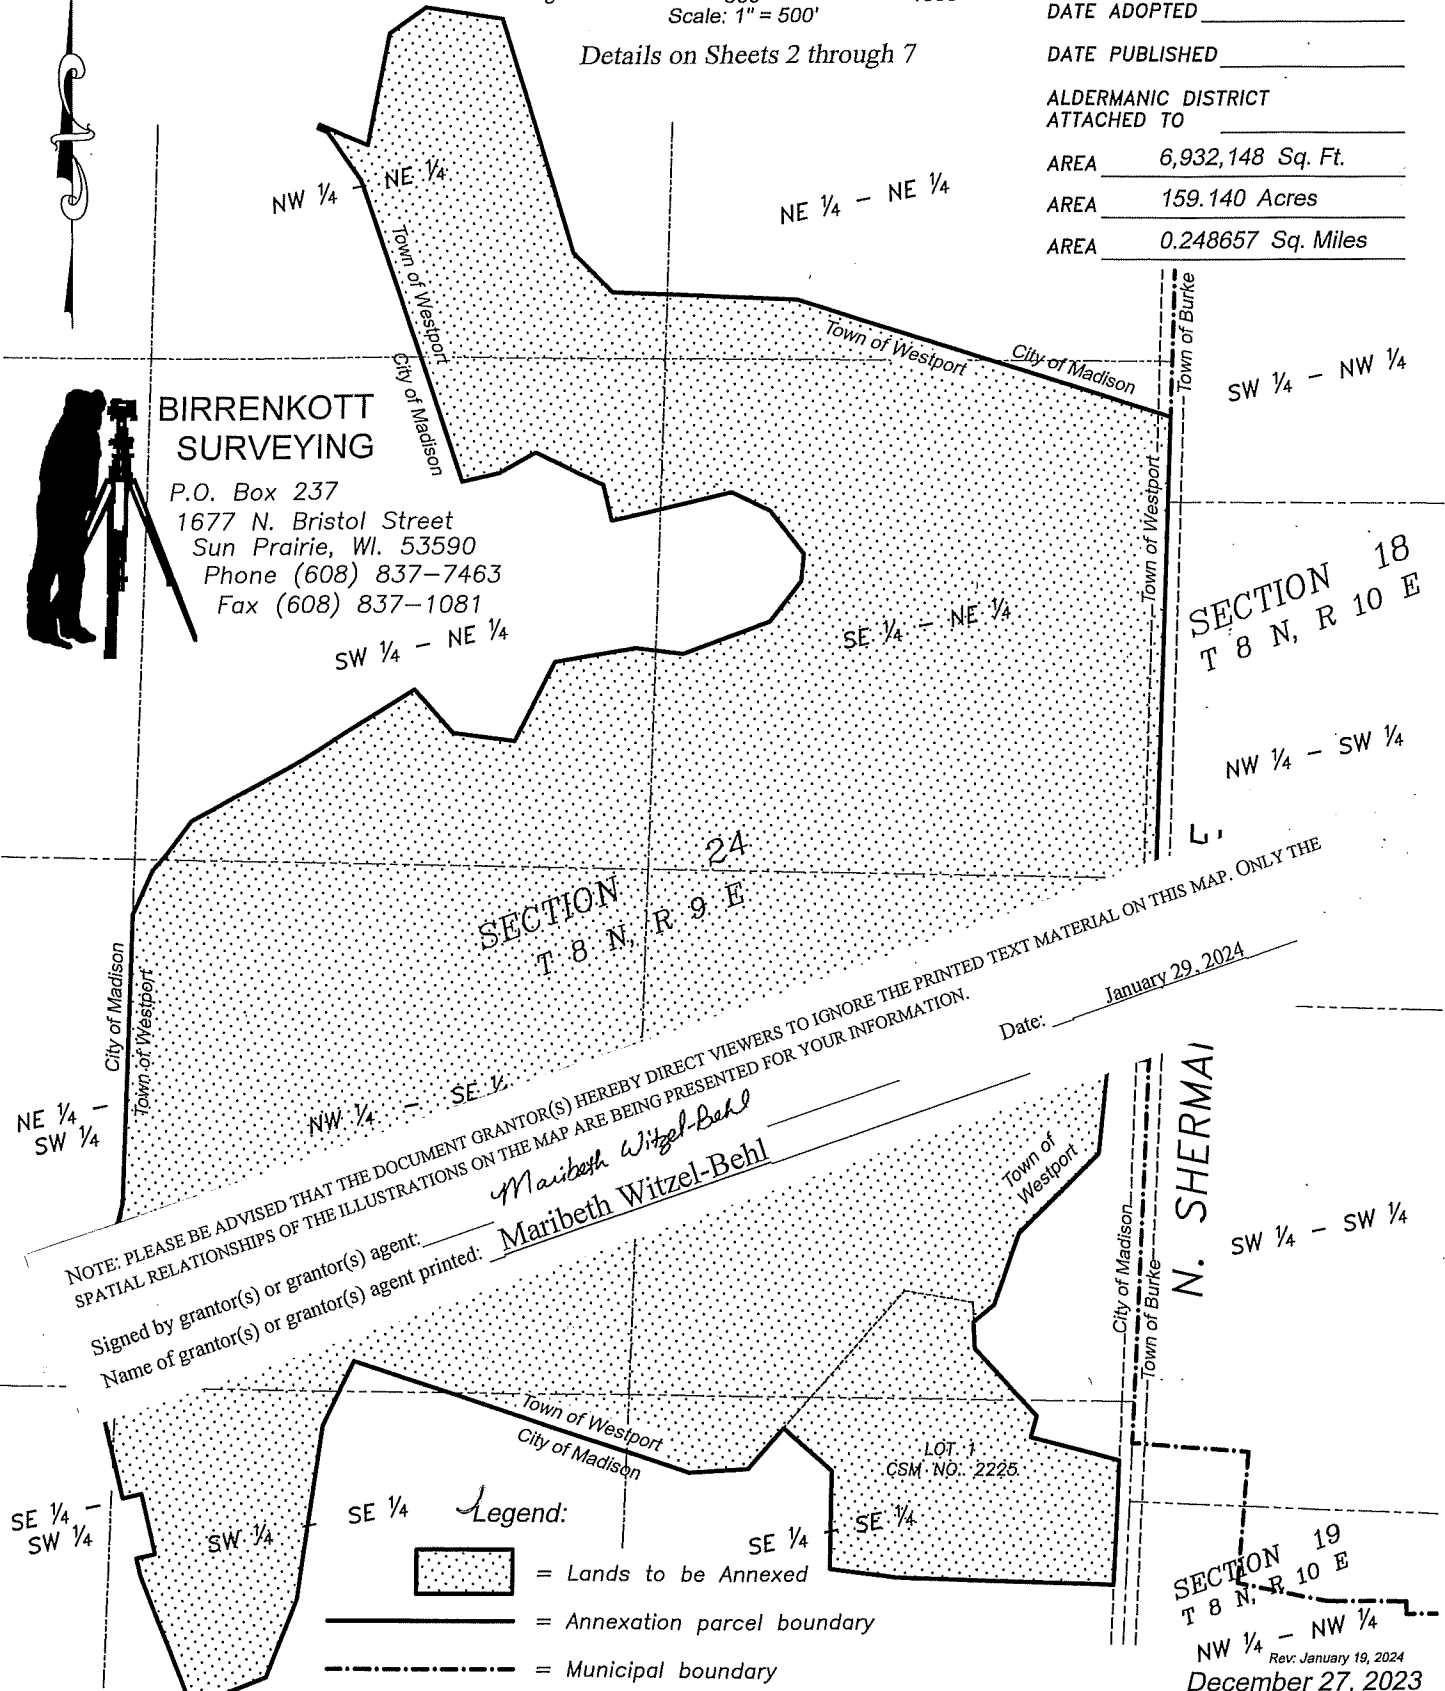 Scale: 1" = 500'
Details on Sheets 2 through 7
DATE ADOPTED
DATE PUBLISHED
ALDERMANIC DISTRICT
ATTACHED TO
AREA 6,932,148 Sq. Ft.
AREA 159.140 Acres
AREA 0.248657 Sq. Miles
NW ¼ - NE ¼
NE ¼ - NE ¼
Town of Westport
City of Madison
Town of Westport
City of Madison
Town of Burke
SW ¼ - NW ¼
BIRRENKOTT
SURVEYING
P.O. Box 237
1677 N. Bristol Street
Sun Prairie, WI. 53590
Phone (608) 837-7463
Fax (608) 837-1081
SW ¼ - NE ¼
SE ¼ - NE ¼
Town of Westport
SECTION 18
T 8 N, R 10 E
NW ¼ - SW ¼
SECTION 24
T 8 N, R 9 E
City of Madison
Town of Westport
NE ¼ -
SW ¼
NW ¼ - SE ¼
NOTE: PLEASE BE ADVISED THAT THE DOCUMENT GRANTOR(S) HEREBY DIRECT VIEWERS TO IGNORE THE PRINTED TEXT MATERIAL ON THIS MAP. ONLY THE
SPATIAL RELATIONSHIPS OF THE ILLUSTRATIONS ON THE MAP ARE BEING PRESENTED FOR YOUR INFORMATION.
Signed by grantor(s) or grantor(s) agent: Maribeth Witzel-Behl
Date: January 29, 2024
Name of grantor(s) or grantor(s) agent printed: Maribeth Witzel-Behl
Town of
Westport
City of Madison
Town of Burke
N. SHERMA
SW ¼ - SW ¼
Town of Westport
City of Madison
LOT 1
CSM NO. 2225
SE ¼ -
SW ¼
SW ¼ - SE ¼
SE ¼ - SE ¼
Legend:
= Lands to be Annexed
= Annexation parcel boundary
= Municipal boundary
SECTION 19
T 8 N, R 10 E
NW ¼ - NW ¼
Rev: January 19, 2024
December 27, 2023